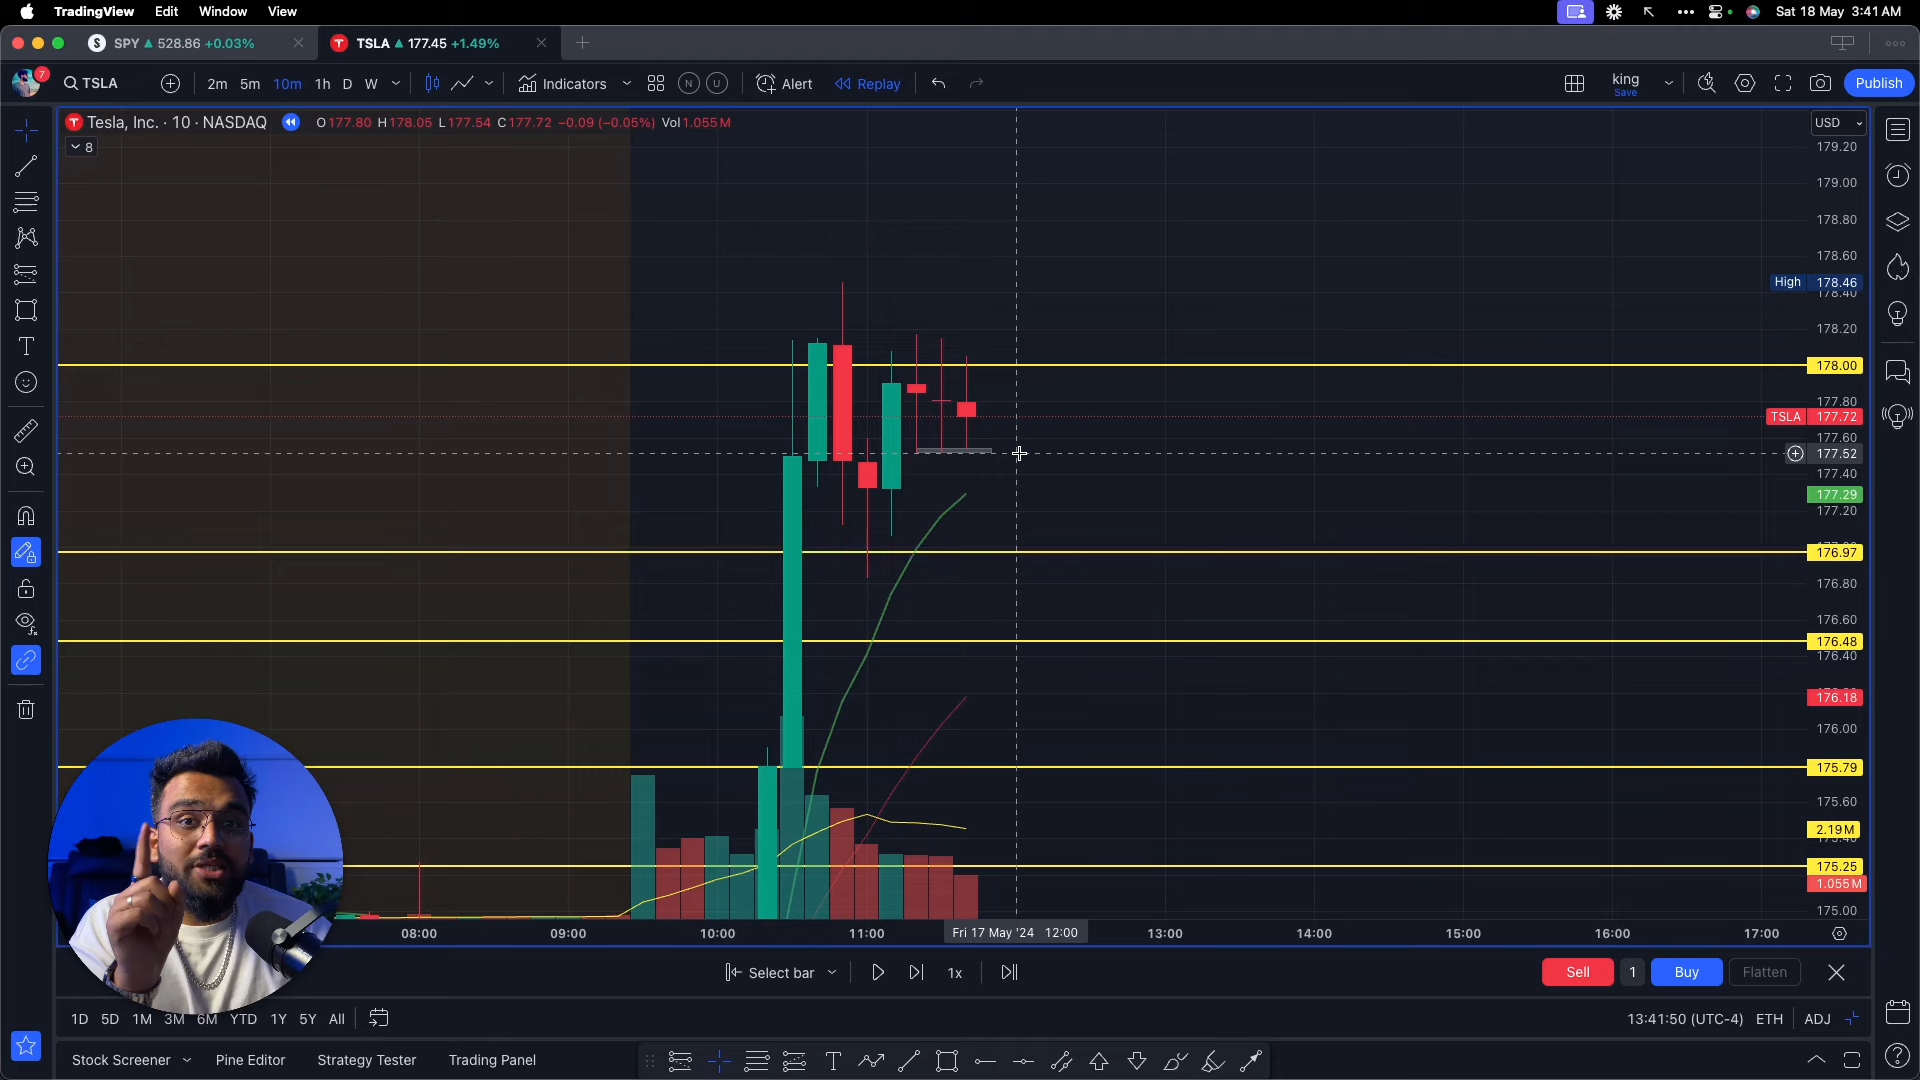 TradingView Edit Window View
Sat 18 May 3:41 AM
S SPY 528.86 +0.03%
TSLA 177.45 +1.49%
7
TSLA
2m 5m 10m 1h D W
Indicators
N U
Alert
Replay
king
Save
Publish
Tesla, Inc. · 10 · NASDAQ
O177.80 H178.05 L177.54 C177.72 -0.09 (-0.05%) Vol1.055 M
8
USD
179.20
179.00
178.80
178.60
High 178.46
178.40
178.20
178.00
177.80
TSLA 177.72
177.60
177.52
177.40
177.29
177.20
176.97
176.80
176.60
176.48
176.40
176.18
176.00
175.79
175.60
2.19 M
175.25
1.055 M
175.00
08:00 09:00 10:00 11:00 Fri 17 May '24 12:00 13:00 14:00 15:00 16:00 17:00
Select bar
1x
Sell 1 Buy Flatten
1D 5D 1M 3M 6M YTD 1Y 5Y All
13:41:50 (UTC-4) ETH ADJ
Stock Screener Pine Editor Strategy Tester Trading Panel
T